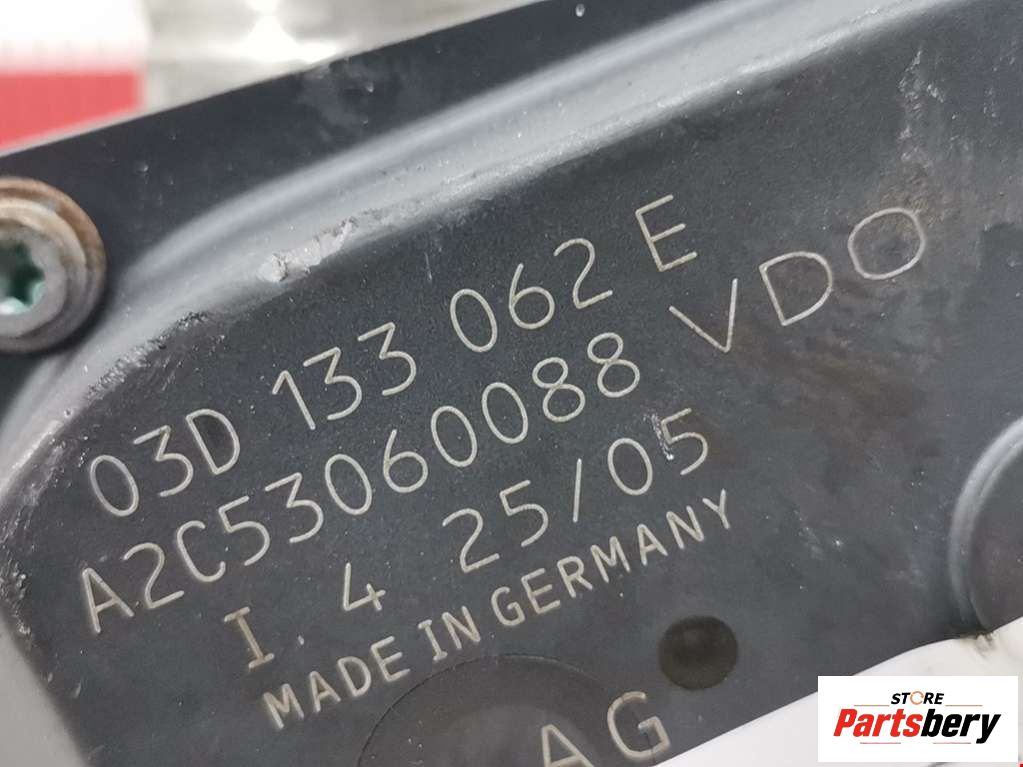 03D 133 062 E
A2C53060088 VDO
I. 4 25/05
MADE IN GERMANY
AG
STORE
Partsbery